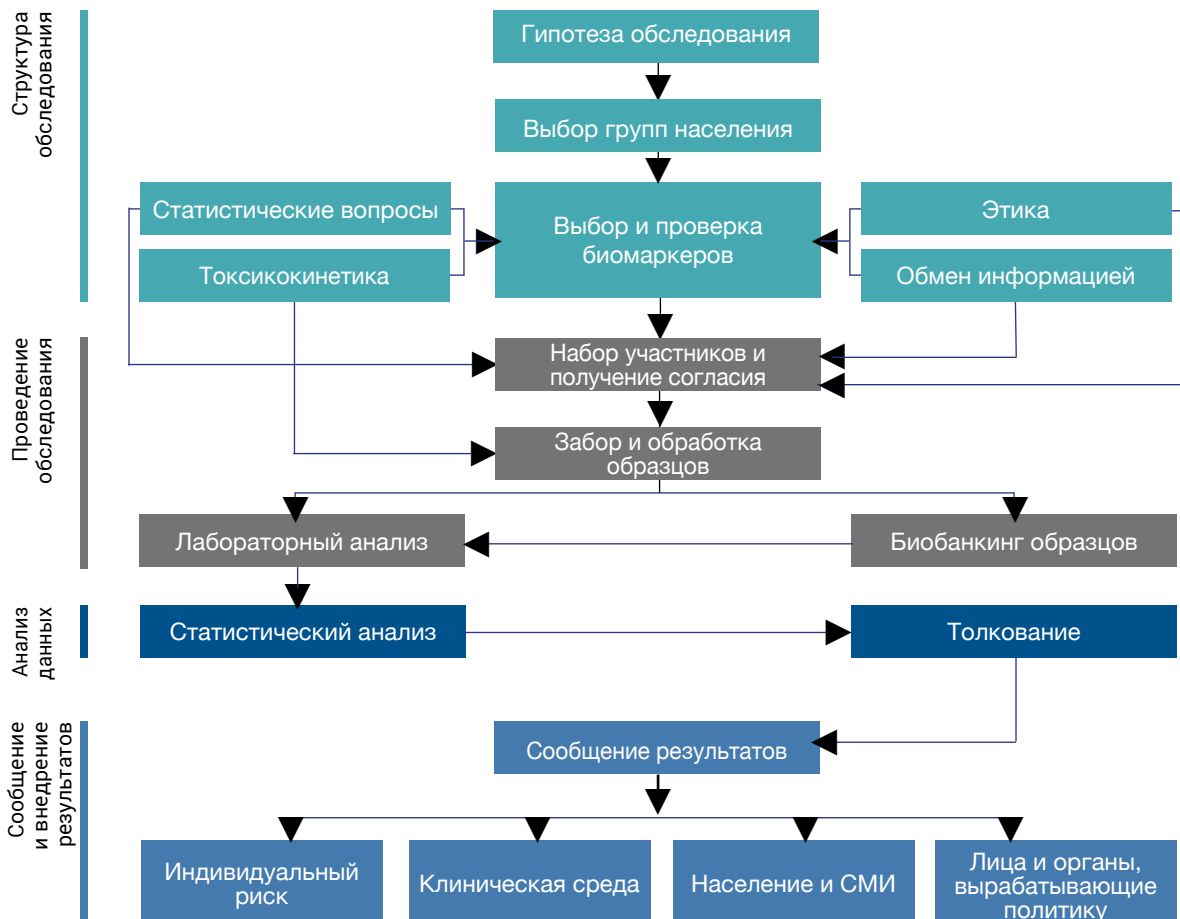 Структура
обследования
Гипотеза обследования
Выбор групп населения
Статистические вопросы
Токсикокинетика
Выбор и проверка
биомаркеров
Этика
Обмен информацией
Проведение
обследования
Набор участников и
получение согласия
Забор и обработка
образцов
Лабораторный анализ
Биобанкинг образцов
Анализ
данных
Статистический анализ
Толкование
Сообщение
и внедрение
результатов
Сообщение результатов
Индивидуальный
риск
Клиническая среда
Население и СМИ
Лица и органы,
вырабатывающие
политику